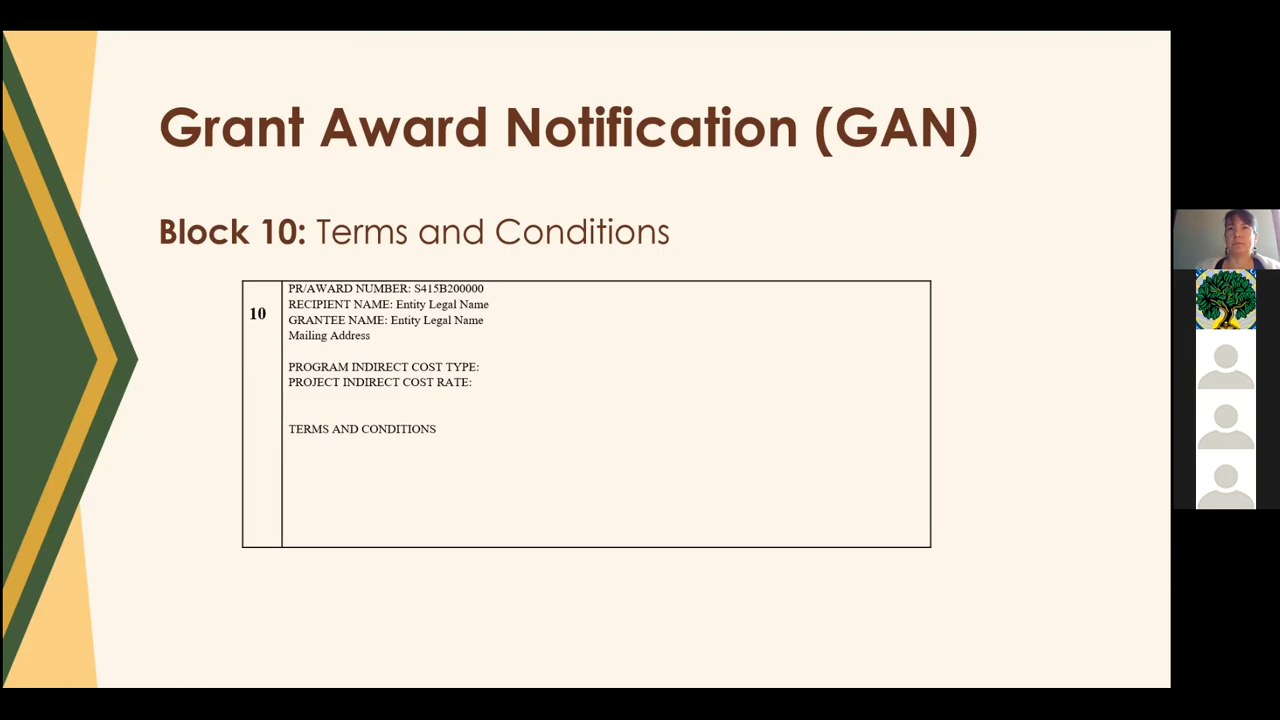 Grant Award Notification (GAN)
Block 10: Terms and Conditions
10
PR/AWARD NUMBER: S415B200000
RECIPIENT NAME: Entity Legal Name
GRANTEE NAME: Entity Legal Name
Mailing Address
PROGRAM INDIRECT COST TYPE:
PROJECT INDIRECT COST RATE:
TERMS AND CONDITIONS